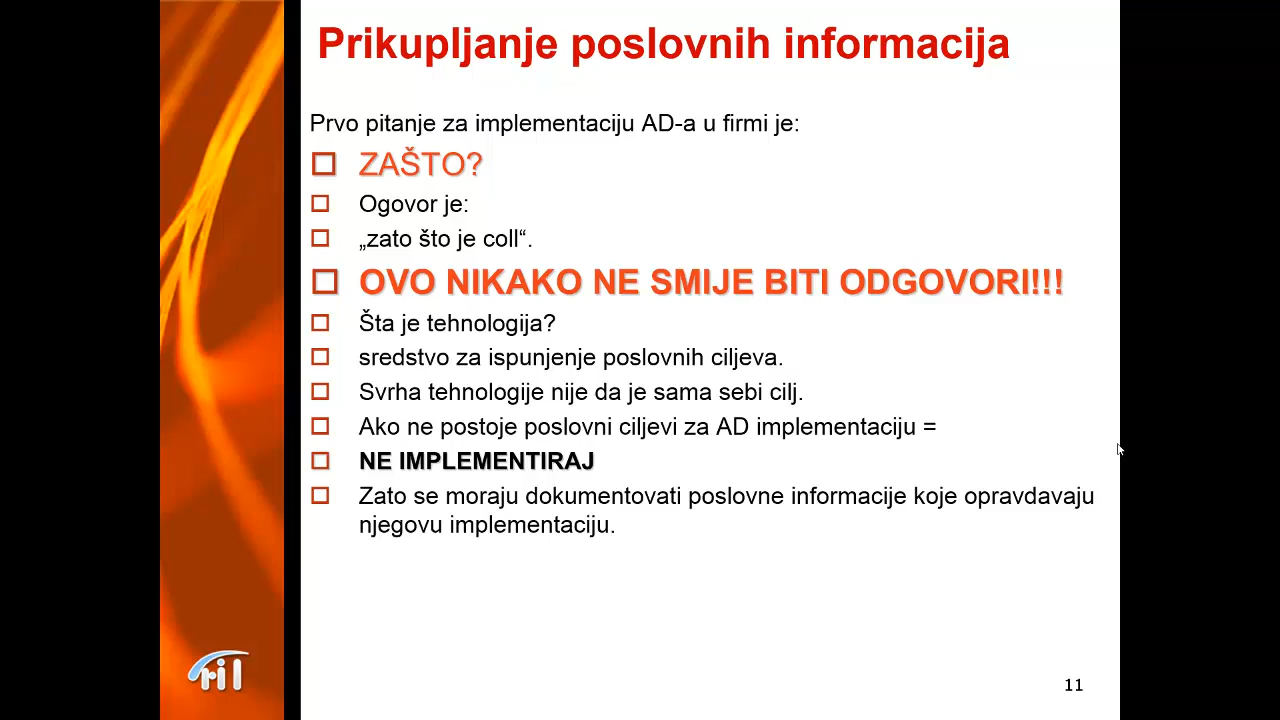 Prikupljanje poslovnih informacija
Prvo pitanje za implementaciju AD-a u firmi je:
ZAŠTO?
Ogovor je:
„zato što je coll“.
OVO NIKAKO NE SMIJE BITI ODGOVORI!!!
Šta je tehnologija?
sredstvo za ispunjenje poslovnih ciljeva.
Svrha tehnologije nije da je sama sebi cilj.
Ako ne postoje poslovni ciljevi za AD implementaciju =
NE IMPLEMENTIRAJ
Zato se moraju dokumentovati poslovne informacije koje opravdavaju
njegovu implementaciju.
ril
11